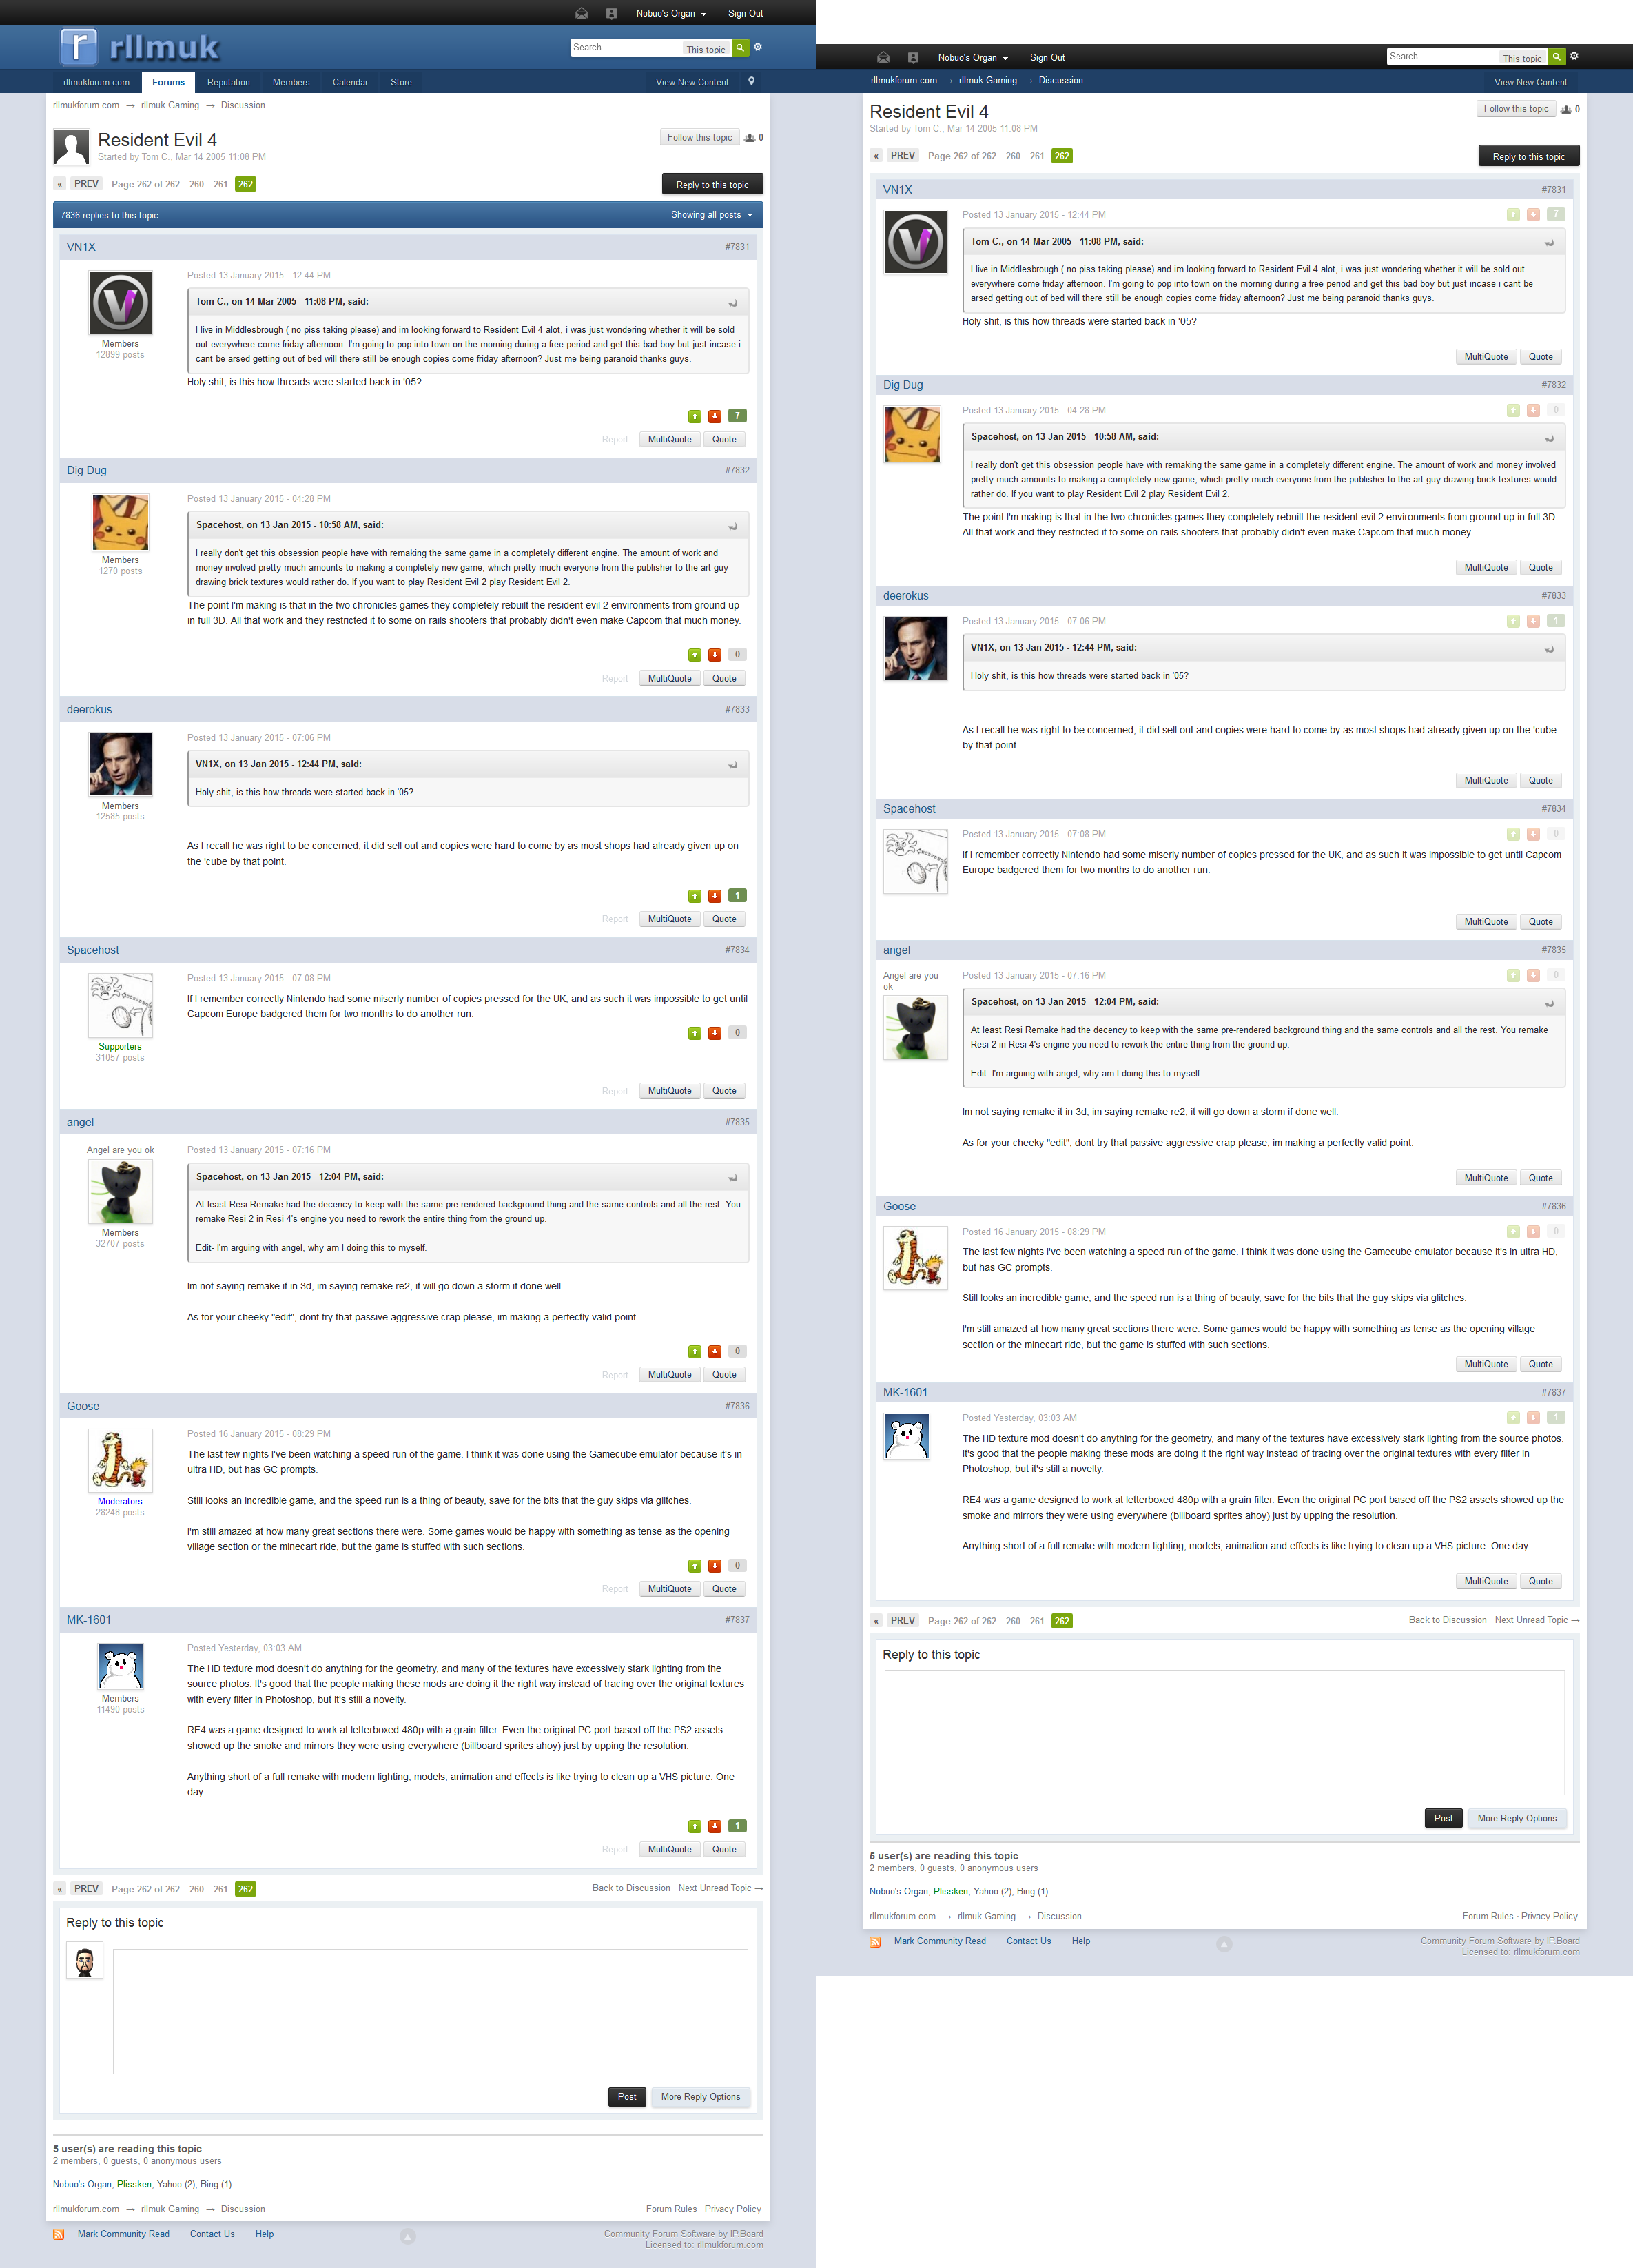 Nobuo's Organ Sign Out
rllmuk
Search... This topic
rllmukforum.com Forums Reputation Members Calendar Store View New Content
rllmukforum.com → rllmuk Gaming → Discussion
Resident Evil 4
Follow this topic 0
Started by Tom C., Mar 14 2005 11:08 PM
« PREV Page 262 of 262 260 261 262
Reply to this topic
7836 replies to this topic Showing all posts
VN1X #7831
Members
12899 posts
Posted 13 January 2015 - 12:44 PM
Tom C., on 14 Mar 2005 - 11:08 PM, said:
I live in Middlesbrough ( no piss taking please) and im looking forward to Resident Evil 4 alot, i was just wondering whether it will be sold
out everywhere come friday afternoon. I'm going to pop into town on the morning during a free period and get this bad boy but just incase i
cant be arsed getting out of bed will there still be enough copies come friday afternoon? Just me being paranoid thanks guys.
Holy shit, is this how threads were started back in '05?
7
Report MultiQuote Quote
Dig Dug #7832
Members
1270 posts
Posted 13 January 2015 - 04:28 PM
Spacehost, on 13 Jan 2015 - 10:58 AM, said:
I really don't get this obsession people have with remaking the same game in a completely different engine. The amount of work and
money involved pretty much amounts to making a completely new game, which pretty much everyone from the publisher to the art guy
drawing brick textures would rather do. If you want to play Resident Evil 2 play Resident Evil 2.
The point I'm making is that in the two chronicles games they completely rebuilt the resident evil 2 environments from ground up
in full 3D. All that work and they restricted it to some on rails shooters that probably didn't even make Capcom that much money.
0
Report MultiQuote Quote
deerokus #7833
Members
12585 posts
Posted 13 January 2015 - 07:06 PM
VN1X, on 13 Jan 2015 - 12:44 PM, said:
Holy shit, is this how threads were started back in '05?
As I recall he was right to be concerned, it did sell out and copies were hard to come by as most shops had already given up on
the 'cube by that point.
1
Report MultiQuote Quote
Spacehost #7834
Supporters
31057 posts
Posted 13 January 2015 - 07:08 PM
If I remember correctly Nintendo had some miserly number of copies pressed for the UK, and as such it was impossible to get until
Capcom Europe badgered them for two months to do another run.
0
Report MultiQuote Quote
angel #7835
Angel are you ok
Members
32707 posts
Posted 13 January 2015 - 07:16 PM
Spacehost, on 13 Jan 2015 - 12:04 PM, said:
At least Resi Remake had the decency to keep with the same pre-rendered background thing and the same controls and all the rest. You
remake Resi 2 in Resi 4's engine you need to rework the entire thing from the ground up.
Edit- I'm arguing with angel, why am I doing this to myself.
Im not saying remake it in 3d, im saying remake re2, it will go down a storm if done well.
As for your cheeky "edit", dont try that passive aggressive crap please, im making a perfectly valid point.
0
Report MultiQuote Quote
Goose #7836
Moderators
28248 posts
Posted 16 January 2015 - 08:29 PM
The last few nights I've been watching a speed run of the game. I think it was done using the Gamecube emulator because it's in
ultra HD, but has GC prompts.
Still looks an incredible game, and the speed run is a thing of beauty, save for the bits that the guy skips via glitches.
I'm still amazed at how many great sections there were. Some games would be happy with something as tense as the opening
village section or the minecart ride, but the game is stuffed with such sections.
0
Report MultiQuote Quote
MK-1601 #7837
Members
11490 posts
Posted Yesterday, 03:03 AM
The HD texture mod doesn't do anything for the geometry, and many of the textures have excessively stark lighting from the
source photos. It's good that the people making these mods are doing it the right way instead of tracing over the original textures
with every filter in Photoshop, but it's still a novelty.
RE4 was a game designed to work at letterboxed 480p with a grain filter. Even the original PC port based off the PS2 assets
showed up the smoke and mirrors they were using everywhere (billboard sprites ahoy) just by upping the resolution.
Anything short of a full remake with modern lighting, models, animation and effects is like trying to clean up a VHS picture. One
day.
1
Report MultiQuote Quote
« PREV Page 262 of 262 260 261 262 Back to Discussion · Next Unread Topic →
Reply to this topic
Post More Reply Options
5 user(s) are reading this topic
2 members, 0 guests, 0 anonymous users
Nobuo's Organ, Plissken, Yahoo (2), Bing (1)
rllmukforum.com → rllmuk Gaming → Discussion Forum Rules · Privacy Policy
Mark Community Read Contact Us Help Community Forum Software by IP.Board
Licensed to: rllmukforum.com
Nobuo's Organ Sign Out Search... This topic
rllmukforum.com → rllmuk Gaming → Discussion View New Content
Resident Evil 4 Follow this topic 0
Started by Tom C., Mar 14 2005 11:08 PM
« PREV Page 262 of 262 260 261 262 Reply to this topic
VN1X #7831
Posted 13 January 2015 - 12:44 PM 7
Tom C., on 14 Mar 2005 - 11:08 PM, said:
I live in Middlesbrough ( no piss taking please) and im looking forward to Resident Evil 4 alot, i was just wondering whether it will be sold out
everywhere come friday afternoon. I'm going to pop into town on the morning during a free period and get this bad boy but just incase i cant be
arsed getting out of bed will there still be enough copies come friday afternoon? Just me being paranoid thanks guys.
Holy shit, is this how threads were started back in '05?
MultiQuote Quote
Dig Dug #7832
Posted 13 January 2015 - 04:28 PM 0
Spacehost, on 13 Jan 2015 - 10:58 AM, said:
I really don't get this obsession people have with remaking the same game in a completely different engine. The amount of work and money involved
pretty much amounts to making a completely new game, which pretty much everyone from the publisher to the art guy drawing brick textures would
rather do. If you want to play Resident Evil 2 play Resident Evil 2.
The point I'm making is that in the two chronicles games they completely rebuilt the resident evil 2 environments from ground up in full 3D.
All that work and they restricted it to some on rails shooters that probably didn't even make Capcom that much money.
MultiQuote Quote
deerokus #7833
Posted 13 January 2015 - 07:06 PM 1
VN1X, on 13 Jan 2015 - 12:44 PM, said:
Holy shit, is this how threads were started back in '05?
As I recall he was right to be concerned, it did sell out and copies were hard to come by as most shops had already given up on the 'cube
by that point.
MultiQuote Quote
Spacehost #7834
Posted 13 January 2015 - 07:08 PM 0
If I remember correctly Nintendo had some miserly number of copies pressed for the UK, and as such it was impossible to get until Capcom
Europe badgered them for two months to do another run.
MultiQuote Quote
angel #7835
Angel are you
ok
Posted 13 January 2015 - 07:16 PM 0
Spacehost, on 13 Jan 2015 - 12:04 PM, said:
At least Resi Remake had the decency to keep with the same pre-rendered background thing and the same controls and all the rest. You remake
Resi 2 in Resi 4's engine you need to rework the entire thing from the ground up.
Edit- I'm arguing with angel, why am I doing this to myself.
Im not saying remake it in 3d, im saying remake re2, it will go down a storm if done well.
As for your cheeky "edit", dont try that passive aggressive crap please, im making a perfectly valid point.
MultiQuote Quote
Goose #7836
Posted 16 January 2015 - 08:29 PM 0
The last few nights I've been watching a speed run of the game. I think it was done using the Gamecube emulator because it's in ultra HD,
but has GC prompts.
Still looks an incredible game, and the speed run is a thing of beauty, save for the bits that the guy skips via glitches.
I'm still amazed at how many great sections there were. Some games would be happy with something as tense as the opening village
section or the minecart ride, but the game is stuffed with such sections.
MultiQuote Quote
MK-1601 #7837
Posted Yesterday, 03:03 AM 1
The HD texture mod doesn't do anything for the geometry, and many of the textures have excessively stark lighting from the source photos.
It's good that the people making these mods are doing it the right way instead of tracing over the original textures with every filter in
Photoshop, but it's still a novelty.
RE4 was a game designed to work at letterboxed 480p with a grain filter. Even the original PC port based off the PS2 assets showed up the
smoke and mirrors they were using everywhere (billboard sprites ahoy) just by upping the resolution.
Anything short of a full remake with modern lighting, models, animation and effects is like trying to clean up a VHS picture. One day.
MultiQuote Quote
« PREV Page 262 of 262 260 261 262 Back to Discussion · Next Unread Topic →
Reply to this topic
Post More Reply Options
5 user(s) are reading this topic
2 members, 0 guests, 0 anonymous users
Nobuo's Organ, Plissken, Yahoo (2), Bing (1)
rllmukforum.com → rllmuk Gaming → Discussion Forum Rules · Privacy Policy
Mark Community Read Contact Us Help Community Forum Software by IP.Board
Licensed to: rllmukforum.com